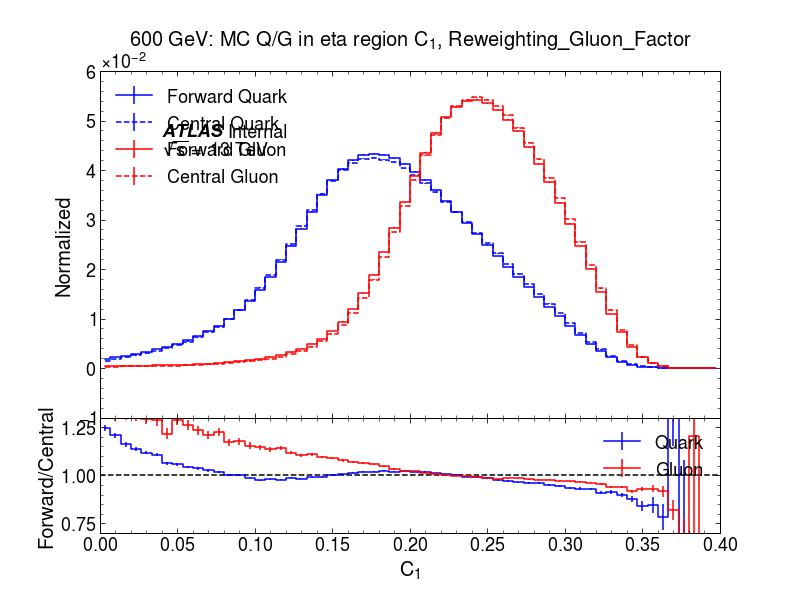 600 GeV: MC Q/G in eta region C₁, Reweighting_Gluon_Factor
×10⁻²
6
5
4
3
2
1
0
−1
Normalized
Forward Quark
Central Quark
ATLAS Internal
√s = 13 TeV
Forward Gluon
Central Gluon
1.25
1.00
0.75
Forward/Central
Quark
Gluon
0.00 0.05 0.10 0.15 0.20 0.25 0.30 0.35 0.40
C₁